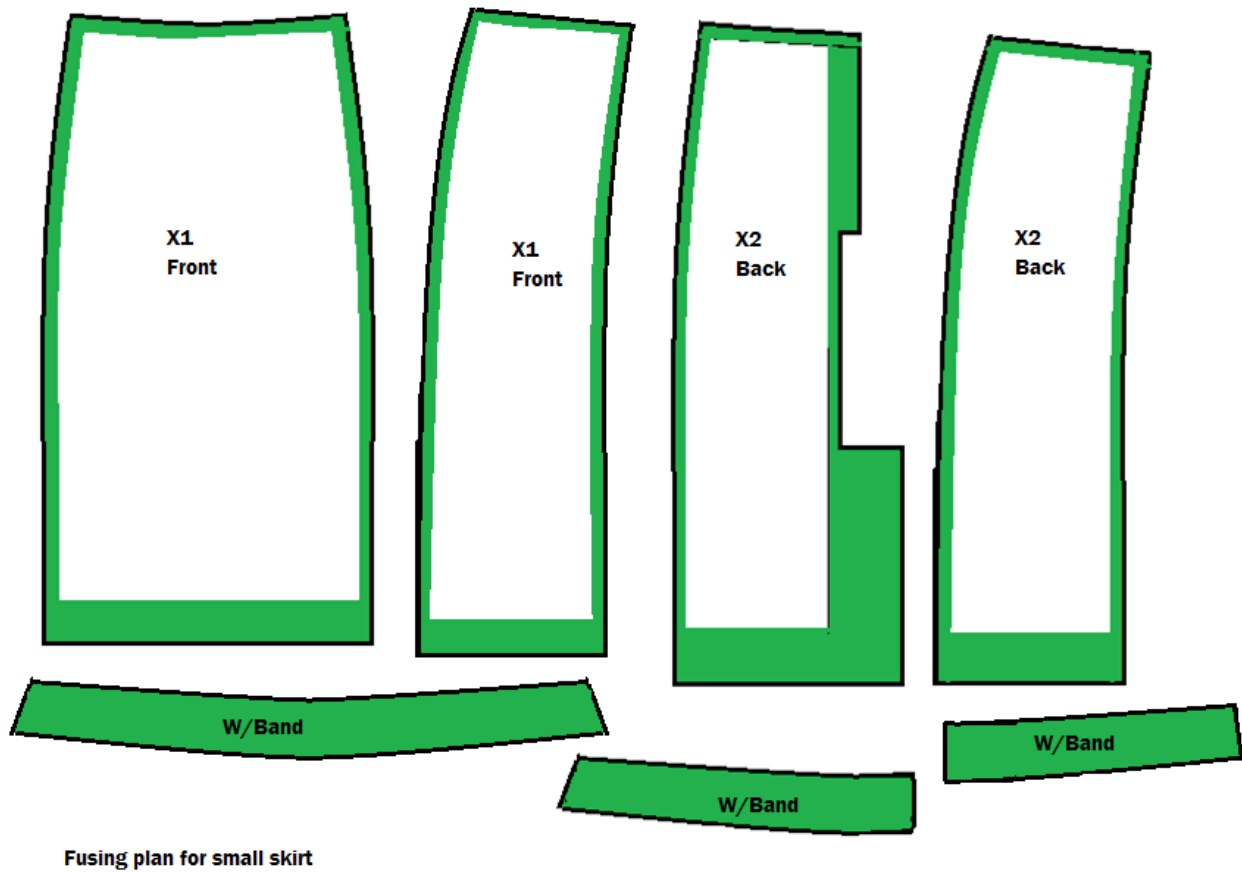 X1
Front
X1
Front
X2
Back
X2
Back
W/Band
W/Band
W/Band
Fusing plan for small skirt